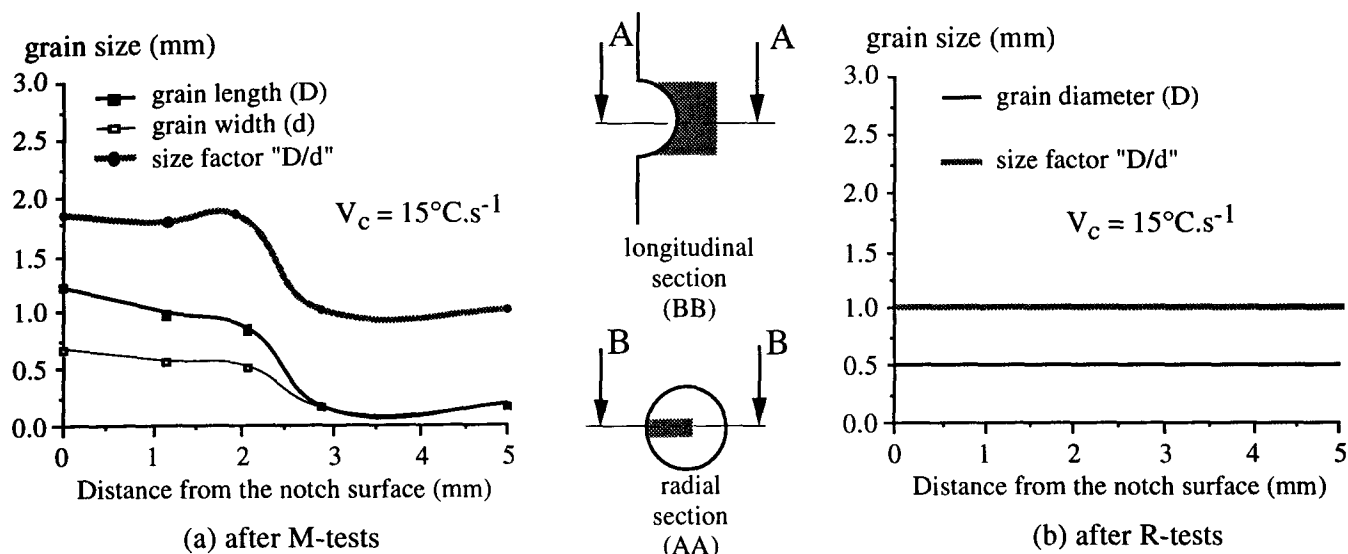 grain size (mm)
3.0
2.5
2.0
1.5
1.0
0.5
0.0
grain length (D)
grain width (d)
size factor "D/d"
V_c = 15°C.s⁻¹
0 1 2 3 4 5
Distance from the notch surface (mm)
(a) after M-tests
A A
longitudinal
section
(BB)
B B
radial
section
(AA)
grain size (mm)
3.0
2.5
2.0
1.5
1.0
0.5
0.0
grain diameter (D)
size factor "D/d"
V_c = 15°C.s⁻¹
0 1 2 3 4 5
Distance from the notch surface (mm)
(b) after R-tests